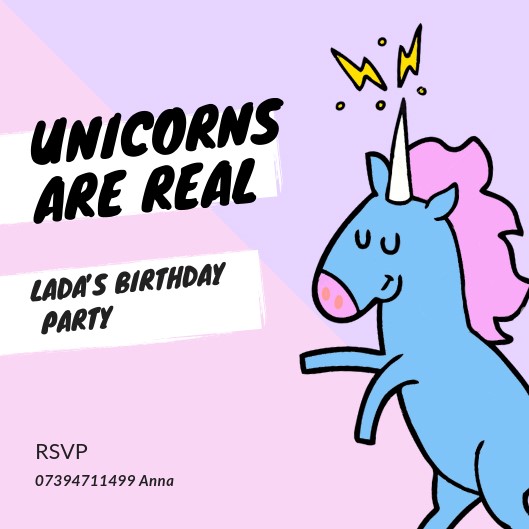 UNICORNS
ARE REAL
LADA'S BIRTHDAY
PARTY
RSVP
07394711499 Anna